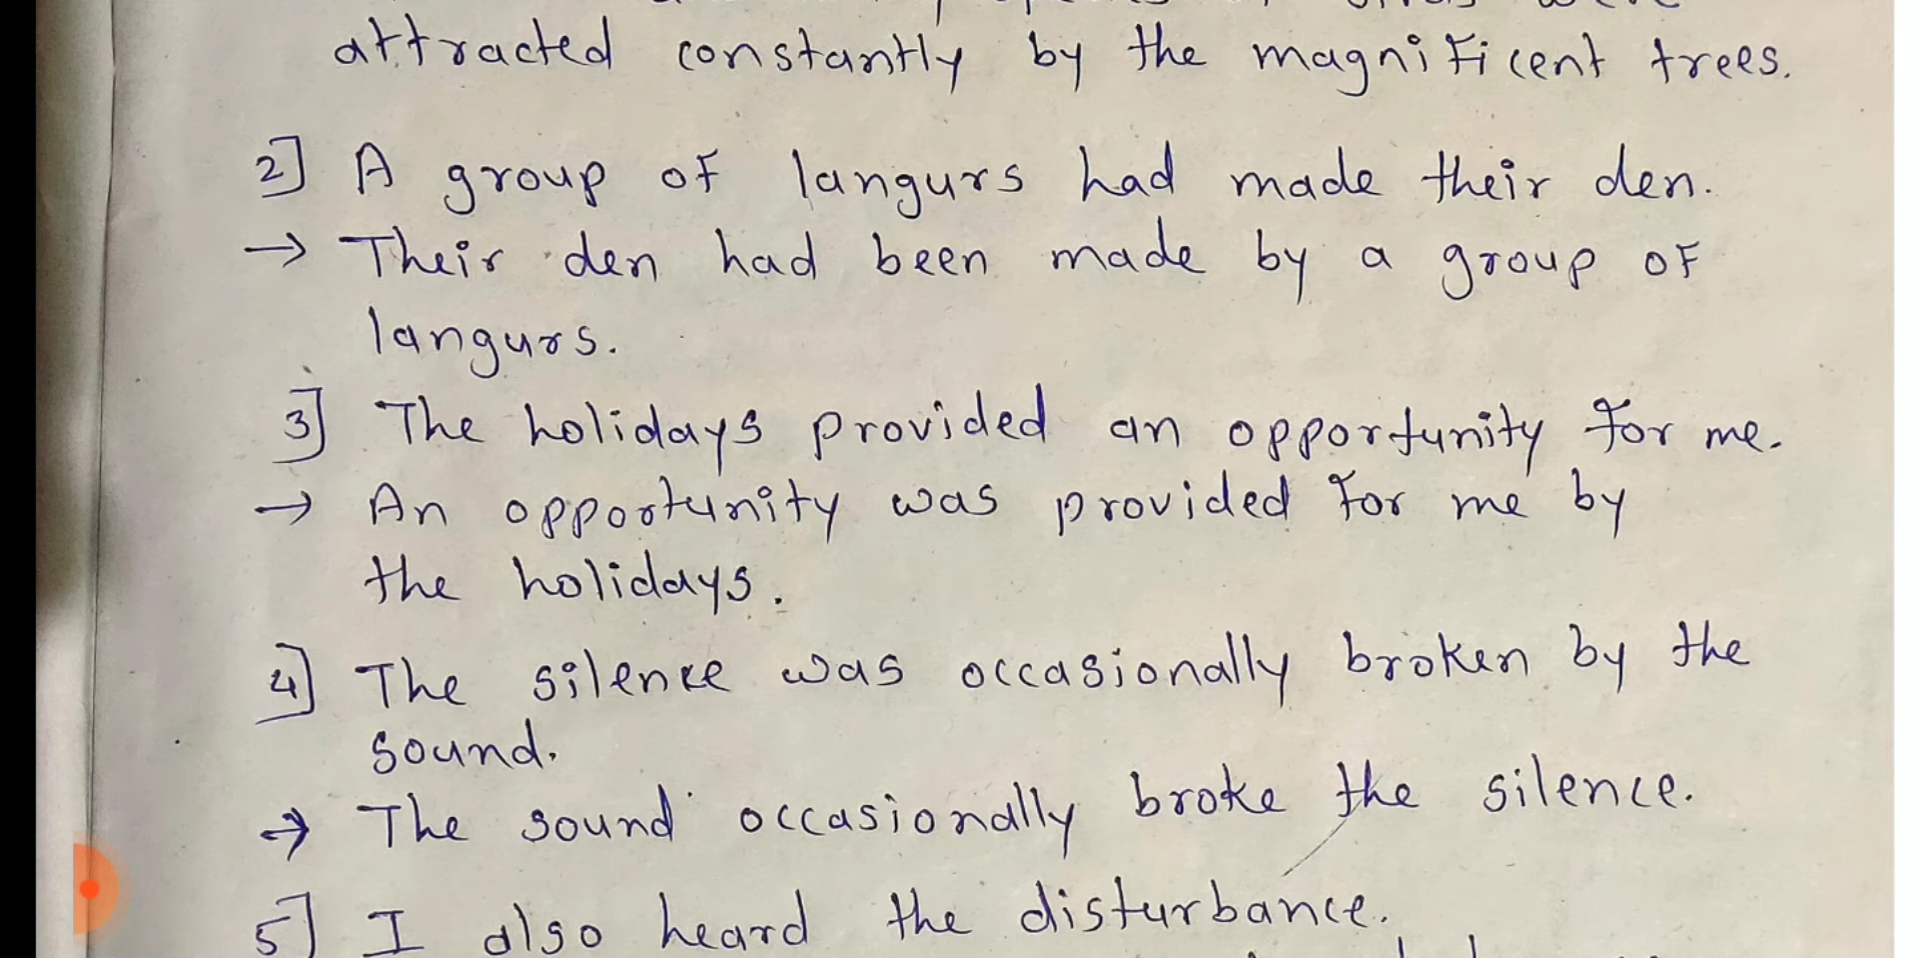 attracted constantly by the magnificent trees.
2] A group of langurs had made their den.
→ Their den had been made by a group of
langurs.
3] The holidays provided an opportunity for me.
→ An opportunity was provided for me by
the holidays.
4] The silence was occasionally broken by the
sound.
→ The sound occasionally broke the silence.
5] I also heard the disturbance.